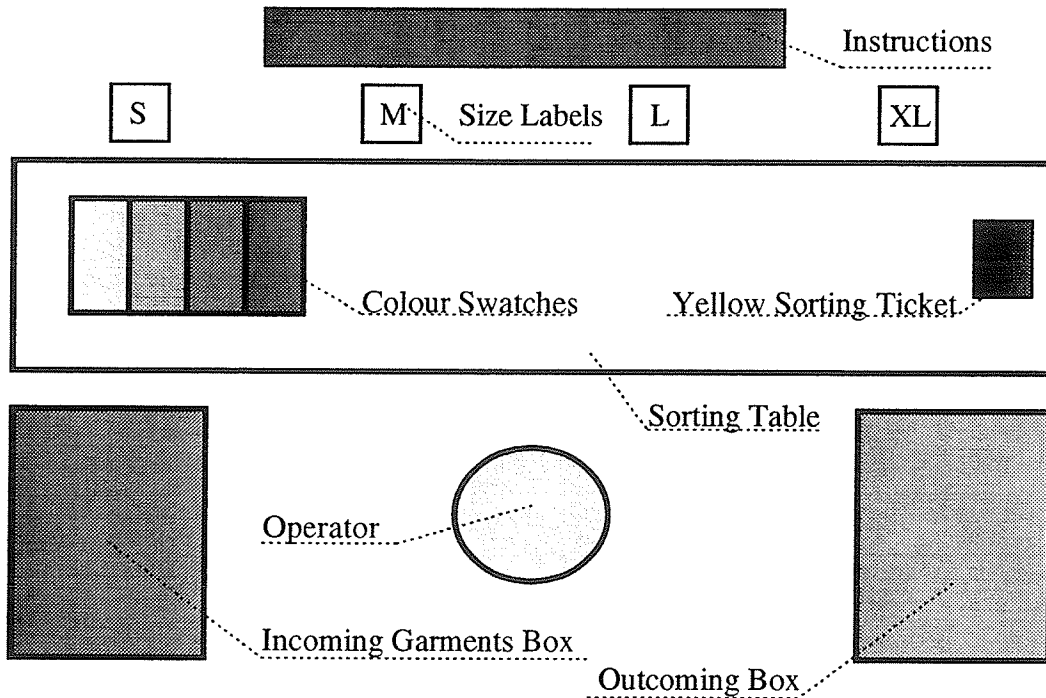 Instructions
S M Size Labels L XL
Colour Swatches Yellow Sorting Ticket
Sorting Table
Operator
Incoming Garments Box
Outcoming Box